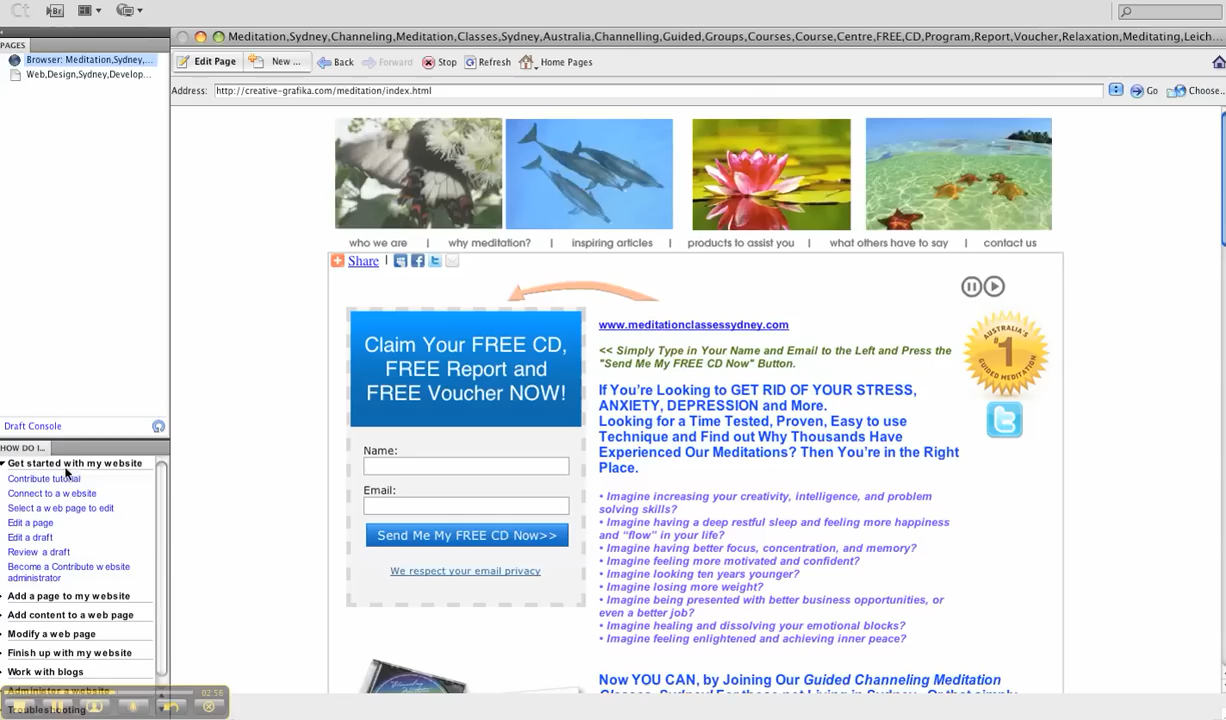 Ct Br
Meditation,Sydney,Channeling,Meditation,Classes,Sydney,Australia,Channelling,Guided,Groups,Courses,Course,Centre,FREE,CD,Program,Report,Voucher,Relaxation,Meditating,Leich
PAGES
Browser: Meditation,Sydney,...
Web,Design,Sydney,Develop...
Edit Page New ... Back Forward Stop Refresh Home Pages
Address: http://creative-grafika.com/meditation/index.html Go Choose..
who we are | why meditation? | inspiring articles | products to assist you | what others have to say | contact us
Share |
Claim Your FREE CD,
FREE Report and
FREE Voucher NOW!
Name:
Email:
Send Me My FREE CD Now>>
We respect your email privacy
www.meditationclassessydney.com
<< Simply Type in Your Name and Email to the Left and Press the
"Send Me My FREE CD Now" Button.
If You're Looking to GET RID OF YOUR STRESS,
ANXIETY, DEPRESSION and More.
Looking for a Time Tested, Proven, Easy to use
Technique and Find out Why Thousands Have
Experienced Our Meditations? Then You're in the Right
Place.
• Imagine increasing your creativity, intelligence, and problem
solving skills?
• Imagine having a deep restful sleep and feeling more happiness
and “flow” in your life?
• Imagine having better focus, concentration, and memory?
• Imagine feeling more motivated and confident?
• Imagine looking ten years younger?
• Imagine losing more weight?
• Imagine being presented with better business opportunities, or
even a better job?
• Imagine healing and dissolving your emotional blocks?
• Imagine feeling enlightened and achieving inner peace?
Now YOU CAN, by Joining Our Guided Channeling Meditation
AUSTRALIA'S
#1
GUIDED MEDITATION
Draft Console
HOW DO I...
Get started with my website
Contribute tutorial
Connect to a website
Select a web page to edit
Edit a page
Edit a draft
Review a draft
Become a Contribute website
administrator
Add a page to my website
Add content to a web page
Modify a web page
Finish up with my website
Work with blogs
Administer a website
02:56
Troubleshooting